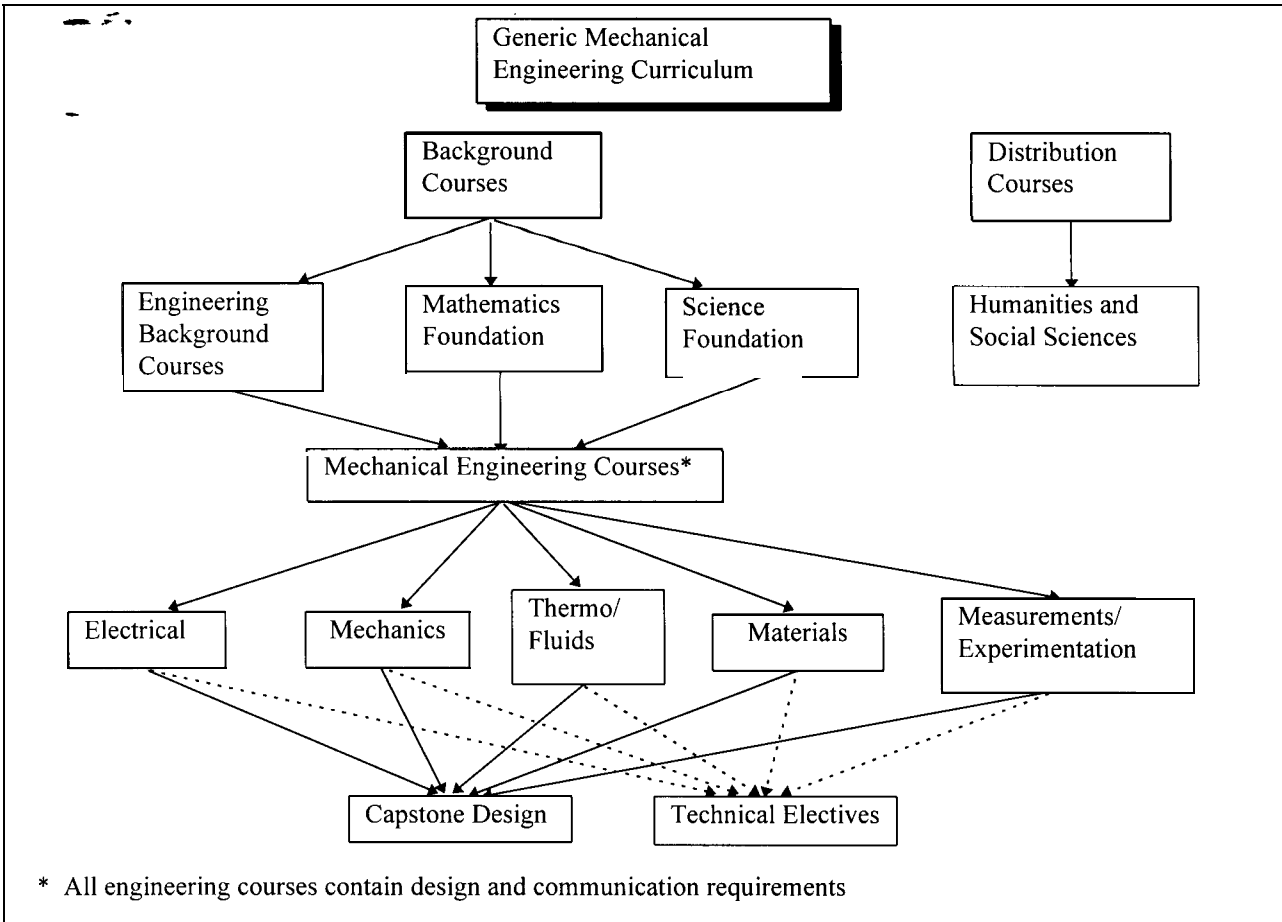 Generic Mechanical
Engineering Curriculum
Background
Courses
Distribution
Courses
Engineering
Background
Courses
Mathematics
Foundation
Science
Foundation
Humanities and
Social Sciences
Mechanical Engineering Courses*
Electrical
Mechanics
Thermo/
Fluids
Materials
Measurements/
Experimentation
Capstone Design
Technical Electives
* All engineering courses contain design and communication requirements